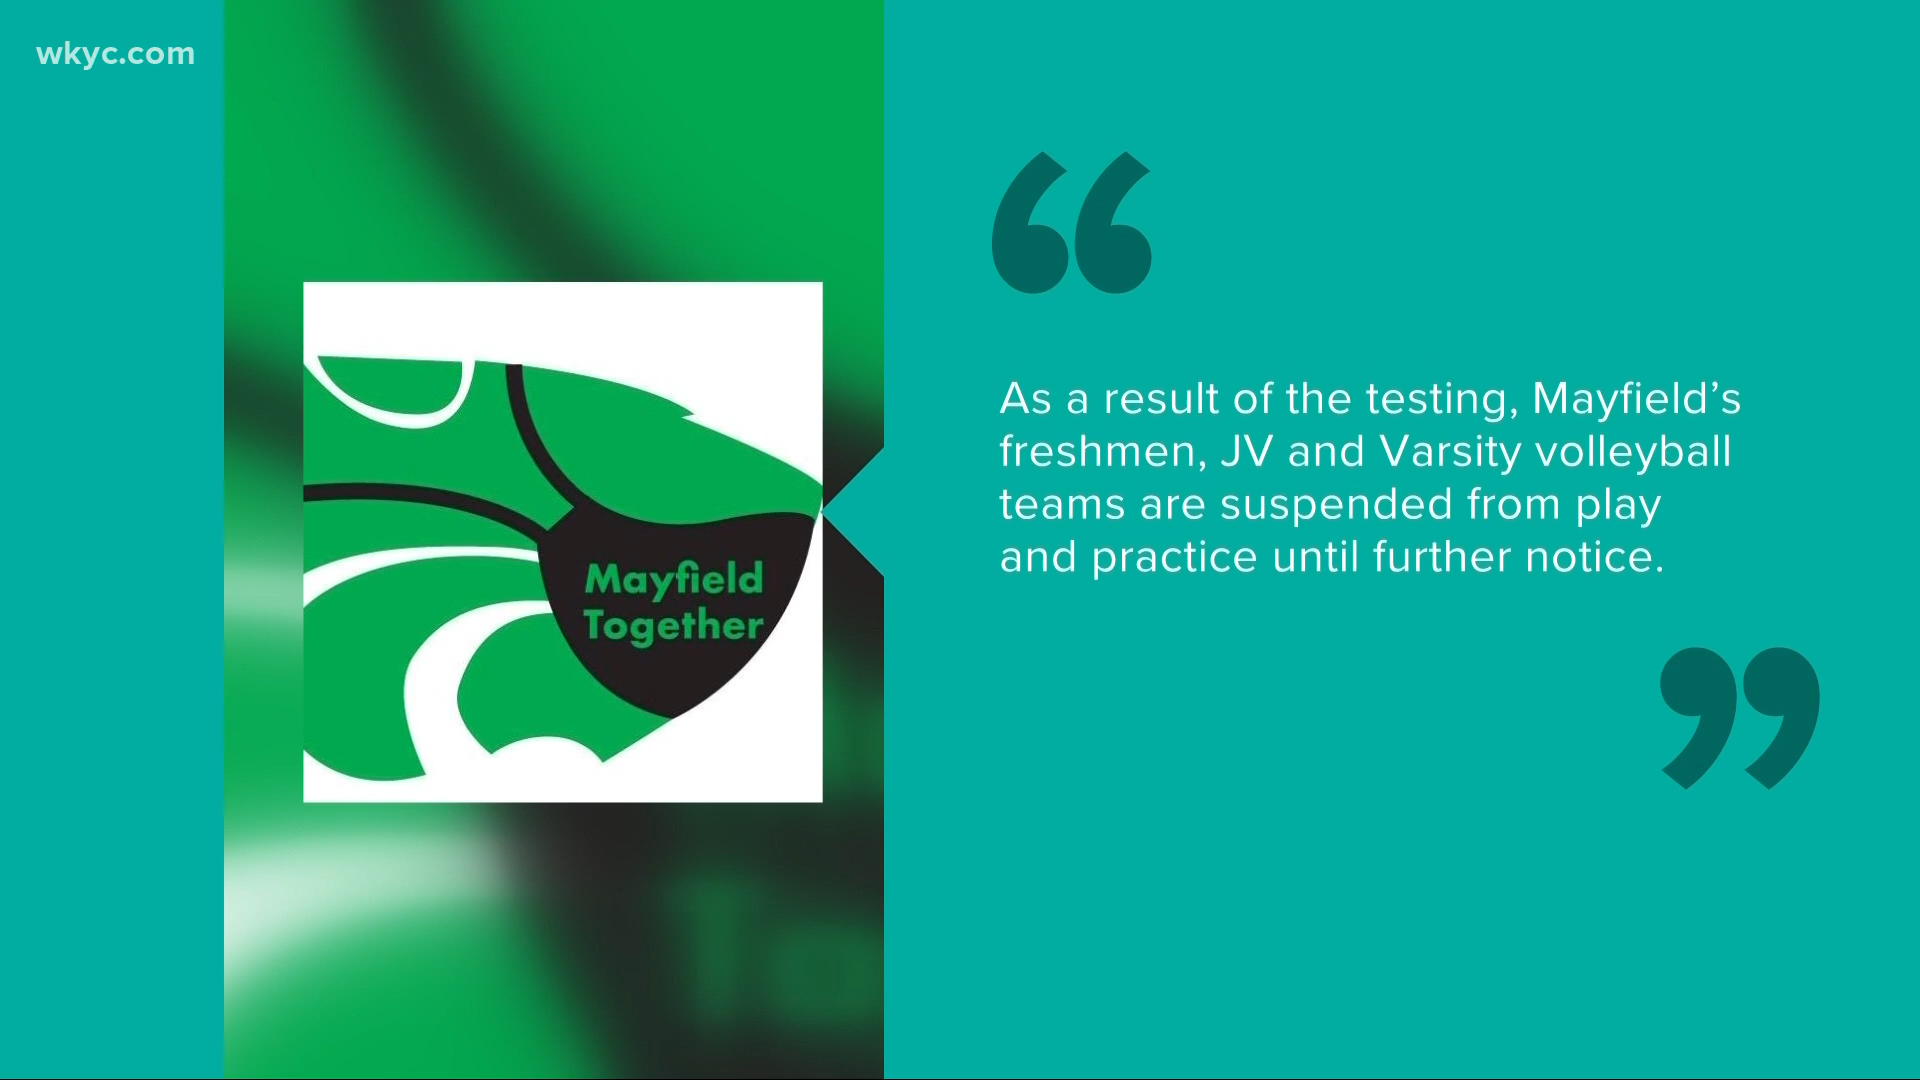 wkyc.com
Mayfield
Together
“
As a result of the testing, Mayfield’s
freshmen, JV and Varsity volleyball
teams are suspended from play
and practice until further notice.
”